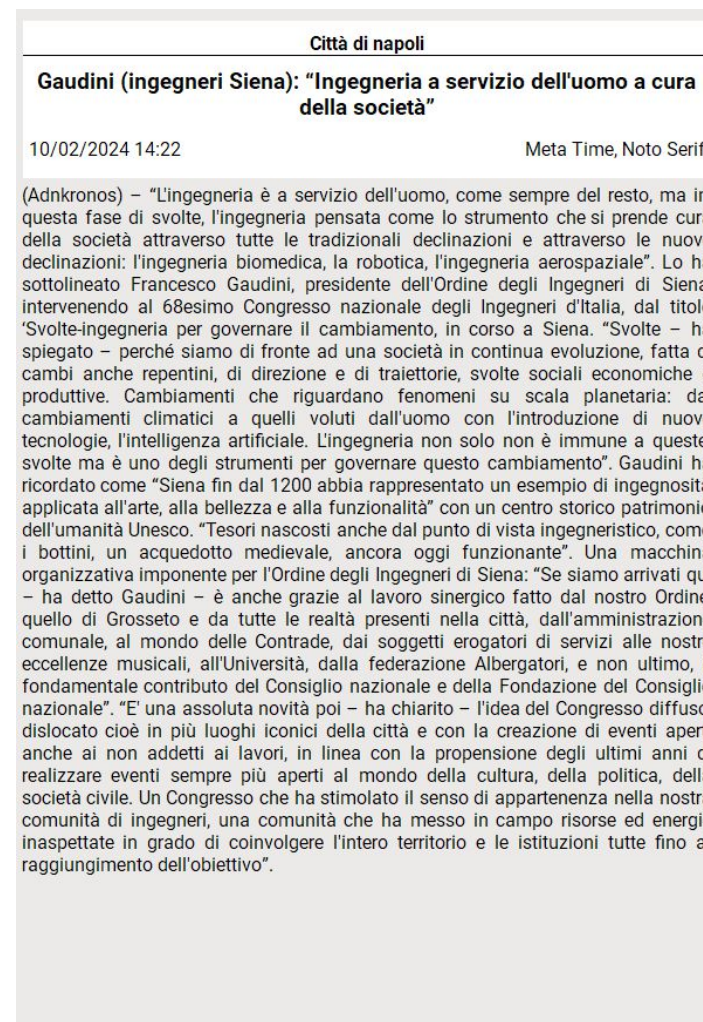 Città di napoli
Gaudini (ingegneri Siena): “Ingegneria a servizio dell'uomo a cura
della società”
10/02/2024 14:22
Meta Time, Noto Serif
(Adnkronos) – “L'ingegneria è a servizio dell'uomo, come sempre del resto, ma in
questa fase di svolte, l'ingegneria pensata come lo strumento che si prende cura
della società attraverso tutte le tradizionali declinazioni e attraverso le nuov
declinazioni: l'ingegneria biomedica, la robotica, l'ingegneria aerospaziale”. Lo ha
sottolineato Francesco Gaudini, presidente dell'Ordine degli Ingegneri di Siena
intervenendo al 68esimo Congresso nazionale degli Ingegneri d'Italia, dal titolo
‘Svolte-ingegneria per governare il cambiamento, in corso a Siena. “Svolte – ha
spiegato – perché siamo di fronte ad una società in continua evoluzione, fatta d
cambi anche repentini, di direzione e di traiettorie, svolte sociali economiche
produttive. Cambiamenti che riguardano fenomeni su scala planetaria: da
cambiamenti climatici a quelli voluti dall'uomo con l'introduzione di nuov
tecnologie, l'intelligenza artificiale. L'ingegneria non solo non è immune a queste
svolte ma è uno degli strumenti per governare questo cambiamento”. Gaudini ha
ricordato come “Siena fin dal 1200 abbia rappresentato un esempio di ingegnosità
applicata all'arte, alla bellezza e alla funzionalità” con un centro storico patrimonio
dell'umanità Unesco. “Tesori nascosti anche dal punto di vista ingegneristico, come
i bottini, un acquedotto medievale, ancora oggi funzionante”. Una macchina
organizzativa imponente per l'Ordine degli Ingegneri di Siena: “Se siamo arrivati qu
– ha detto Gaudini – è anche grazie al lavoro sinergico fatto dal nostro Ordine
quello di Grosseto e da tutte le realtà presenti nella città, dall'amministrazion
comunale, al mondo delle Contrade, dai soggetti erogatori di servizi alle nostr
eccellenze musicali, all'Università, dalla federazione Albergatori, e non ultimo,
fondamentale contributo del Consiglio nazionale e della Fondazione del Consiglio
nazionale”. “E' una assoluta novità poi – ha chiarito – l'idea del Congresso diffuso
dislocato cioè in più luoghi iconici della città e con la creazione di eventi apert
anche ai non addetti ai lavori, in linea con la propensione degli ultimi anni d
realizzare eventi sempre più aperti al mondo della cultura, della politica, della
società civile. Un Congresso che ha stimolato il senso di appartenenza nella nostra
comunità di ingegneri, una comunità che ha messo in campo risorse ed energi
inaspettate in grado di coinvolgere l'intero territorio e le istituzioni tutte fino a
raggiungimento dell'obiettivo”.